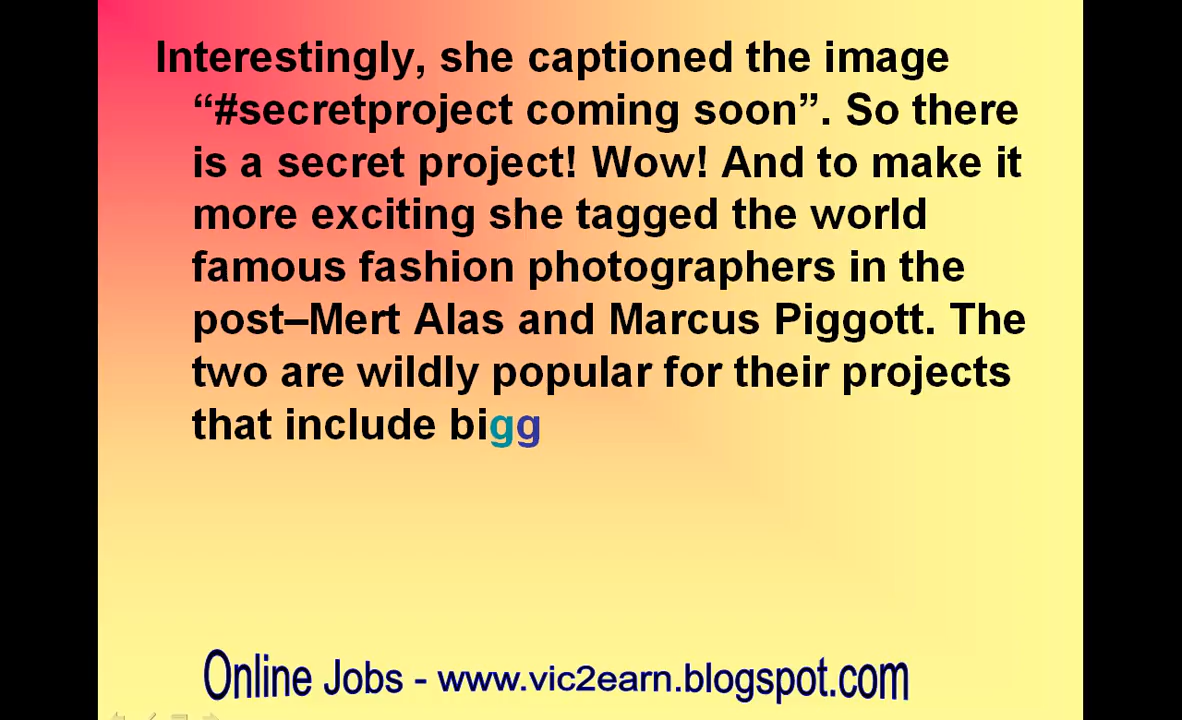 Interestingly, she captioned the image
“#secretproject coming soon”. So there
is a secret project! Wow! And to make it
more exciting she tagged the world
famous fashion photographers in the
post–Mert Alas and Marcus Piggott. The
two are wildly popular for their projects
that include bigg
Online Jobs - www.vic2earn.blogspot.com